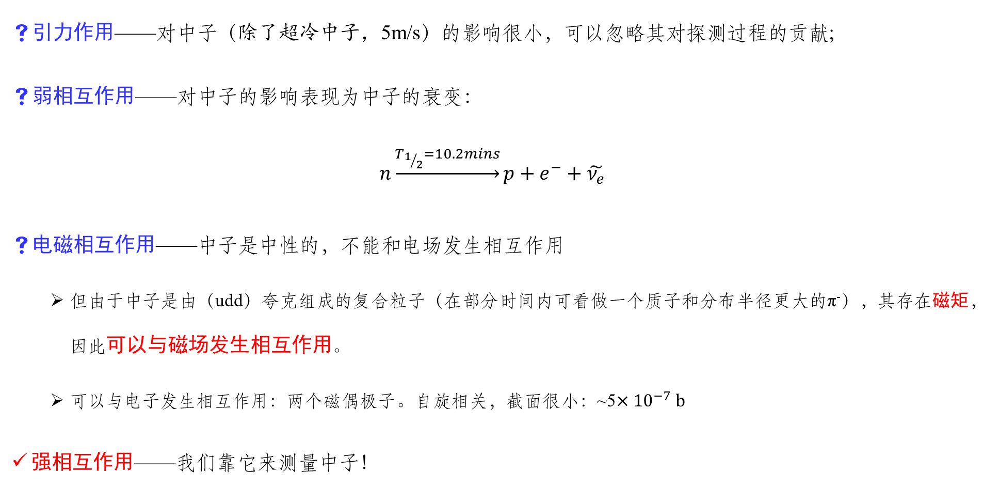 ? 引力作用——对中子（除了超冷中子，5m/s）的影响很小，可以忽略其对探测过程的贡献;
? 弱相互作用——对中子的影响表现为中子的衰变：
T₁/₂=10.2mins
n ⟶ p + e⁻ + ν̃ₑ
? 电磁相互作用——中子是中性的，不能和电场发生相互作用
➢ 但由于中子是由（udd）夸克组成的复合粒子（在部分时间内可看做一个质子和分布半径更大的π⁻），其存在磁矩，
因此可以与磁场发生相互作用。
➢ 可以与电子发生相互作用：两个磁偶极子。自旋相关，截面很小：~5× 10⁻⁷ b
✓ 强相互作用——我们靠它来测量中子！